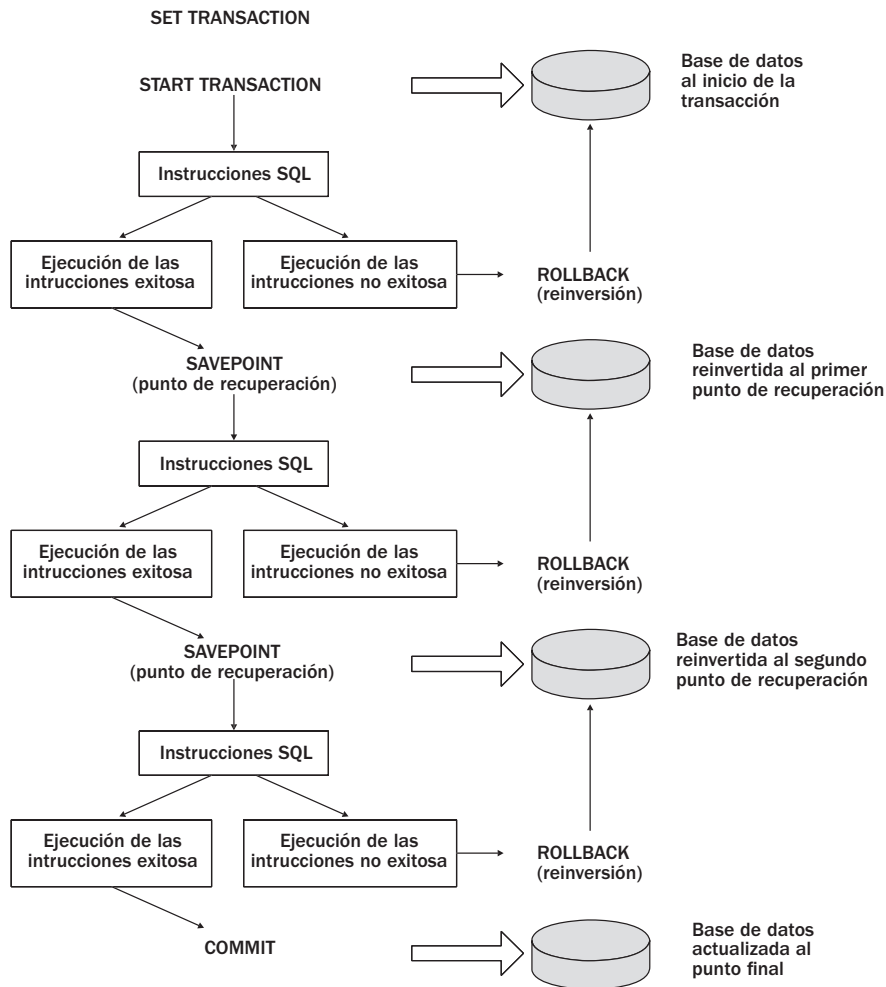 SET TRANSACTION
START TRANSACTION
Base de datos
al inicio de la
transacción
Instrucciones SQL
Ejecución de las
intrucciones exitosa
Ejecución de las
intrucciones no exitosa
ROLLBACK
(reinversión)
SAVEPOINT
(punto de recuperación)
Base de datos
reinvertida al primer
punto de recuperación
Instrucciones SQL
Ejecución de las
intrucciones exitosa
Ejecución de las
intrucciones no exitosa
ROLLBACK
(reinversión)
SAVEPOINT
(punto de recuperación)
Base de datos
reinvertida al segundo
punto de recuperación
Instrucciones SQL
Ejecución de las
intrucciones exitosa
Ejecución de las
intrucciones no exitosa
ROLLBACK
(reinversión)
COMMIT
Base de datos
actualizada al
punto final